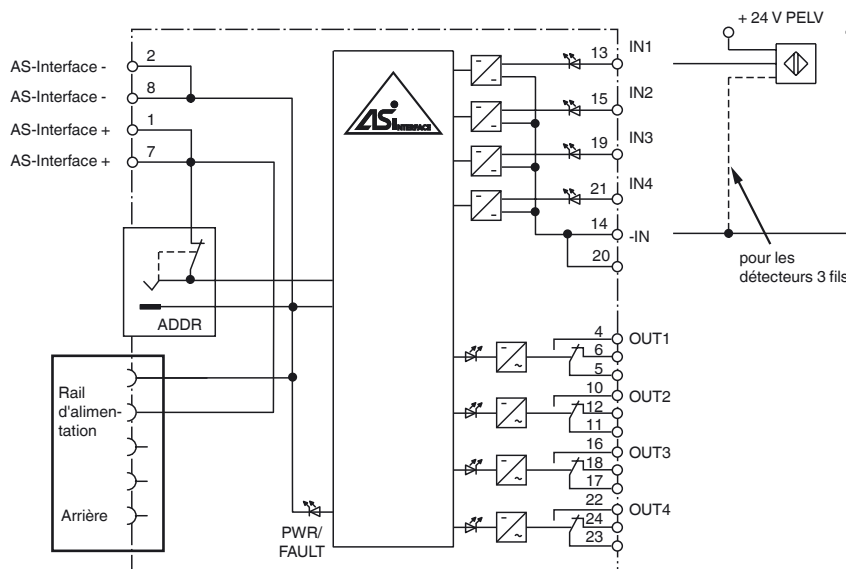 + 24 V PELV
AS-Interface -
2
AS-Interface -
8
AS-Interface +
1
AS-Interface +
7
ASi
INTERFACE
13
IN1
15
IN2
19
IN3
21
IN4
14
-IN
20
pour les
détecteurs 3 fils
ADDR
Rail
d'alimen-
tation
Arrière
PWR/
FAULT
4
OUT1
6
5
10
OUT2
12
11
16
OUT3
18
17
22
OUT4
24
23